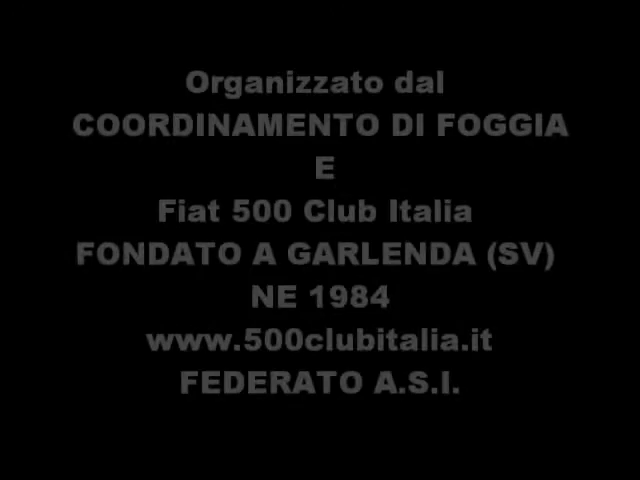 Organizzato dal
COORDINAMENTO DI FOGGIA
E
Fiat 500 Club Italia
FONDATO A GARLENDA (SV)
NE 1984
www.500clubitalia.it
FEDERATO A.S.I.